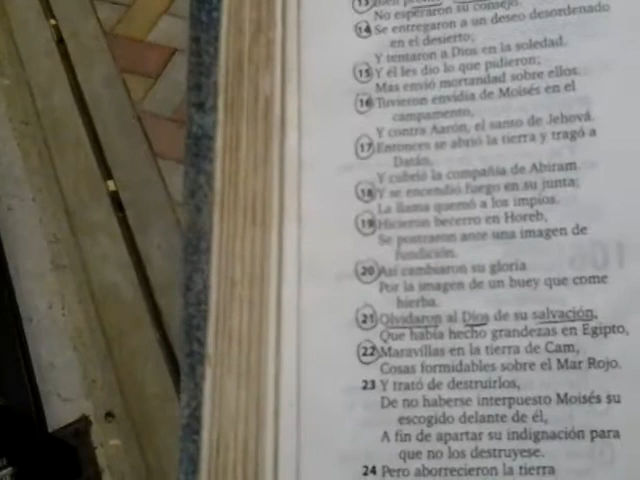 13 Bien
No esperaron su consejo.
14 Se entregaron a un deseo desordenado
en el desierto;
Y tentaron a Dios en la soledad.
15 Y él les dio lo que pidieron;
Mas envió mortandad sobre ellos.
16 Tuvieron envidia de Moisés en el
campamento,
Y contra Aarón, el santo de Jehová.
17 Entonces se abrió la tierra y tragó a
Datán,
Y cubrió la compañía de Abiram.
18 Y se encendió fuego en su junta;
La llama quemó a los impíos.
19 Hicieron becerro en Horeb,
Se postraron ante una imagen de
fundición.
20 Así cambiaron su gloria
Por la imagen de un buey que come
hierba.
21 Olvidaron al Dios de su salvación,
Que había hecho grandezas en Egipto,
22 Maravillas en la tierra de Cam,
Cosas formidables sobre el Mar Rojo.
23 Y trató de destruirlos,
De no haberse interpuesto Moisés su
escogido delante de él,
A fin de apartar su indignación para
que no los destruyese.
24 Pero aborrecieron la tierra